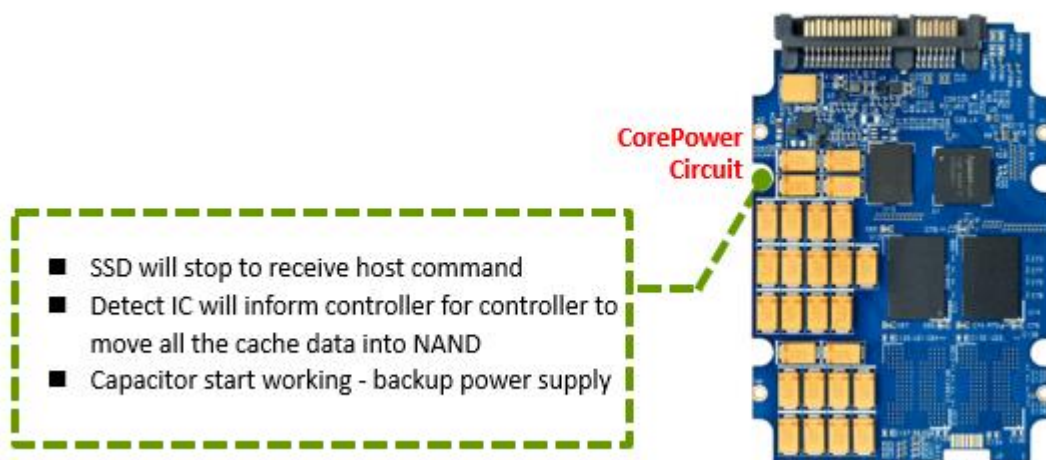 CorePower
Circuit
■ SSD will stop to receive host command
■ Detect IC will inform controller for controller to
move all the cache data into NAND
■ Capacitor start working - backup power supply